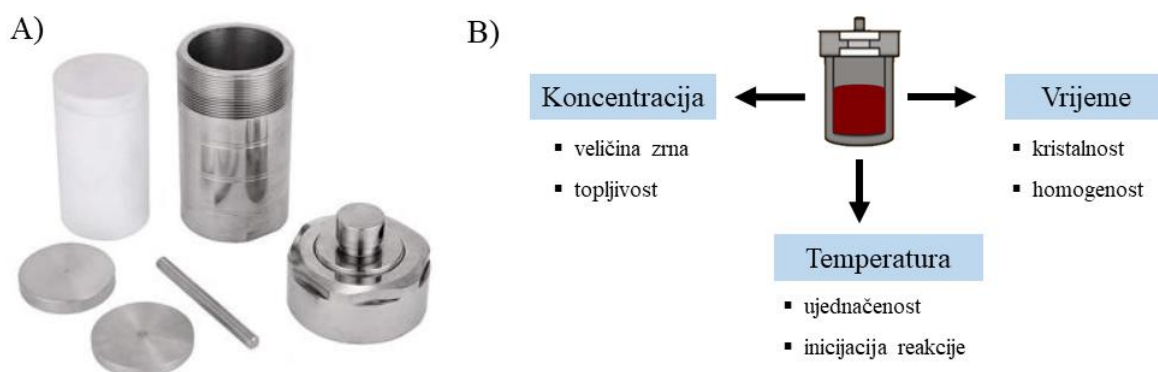 A)
B)
Koncentracija
▪ veličina zrna
▪ topljivost
Vrijeme
▪ kristalnost
▪ homogenost
Temperatura
▪ ujednačenost
▪ inicijacija reakcije